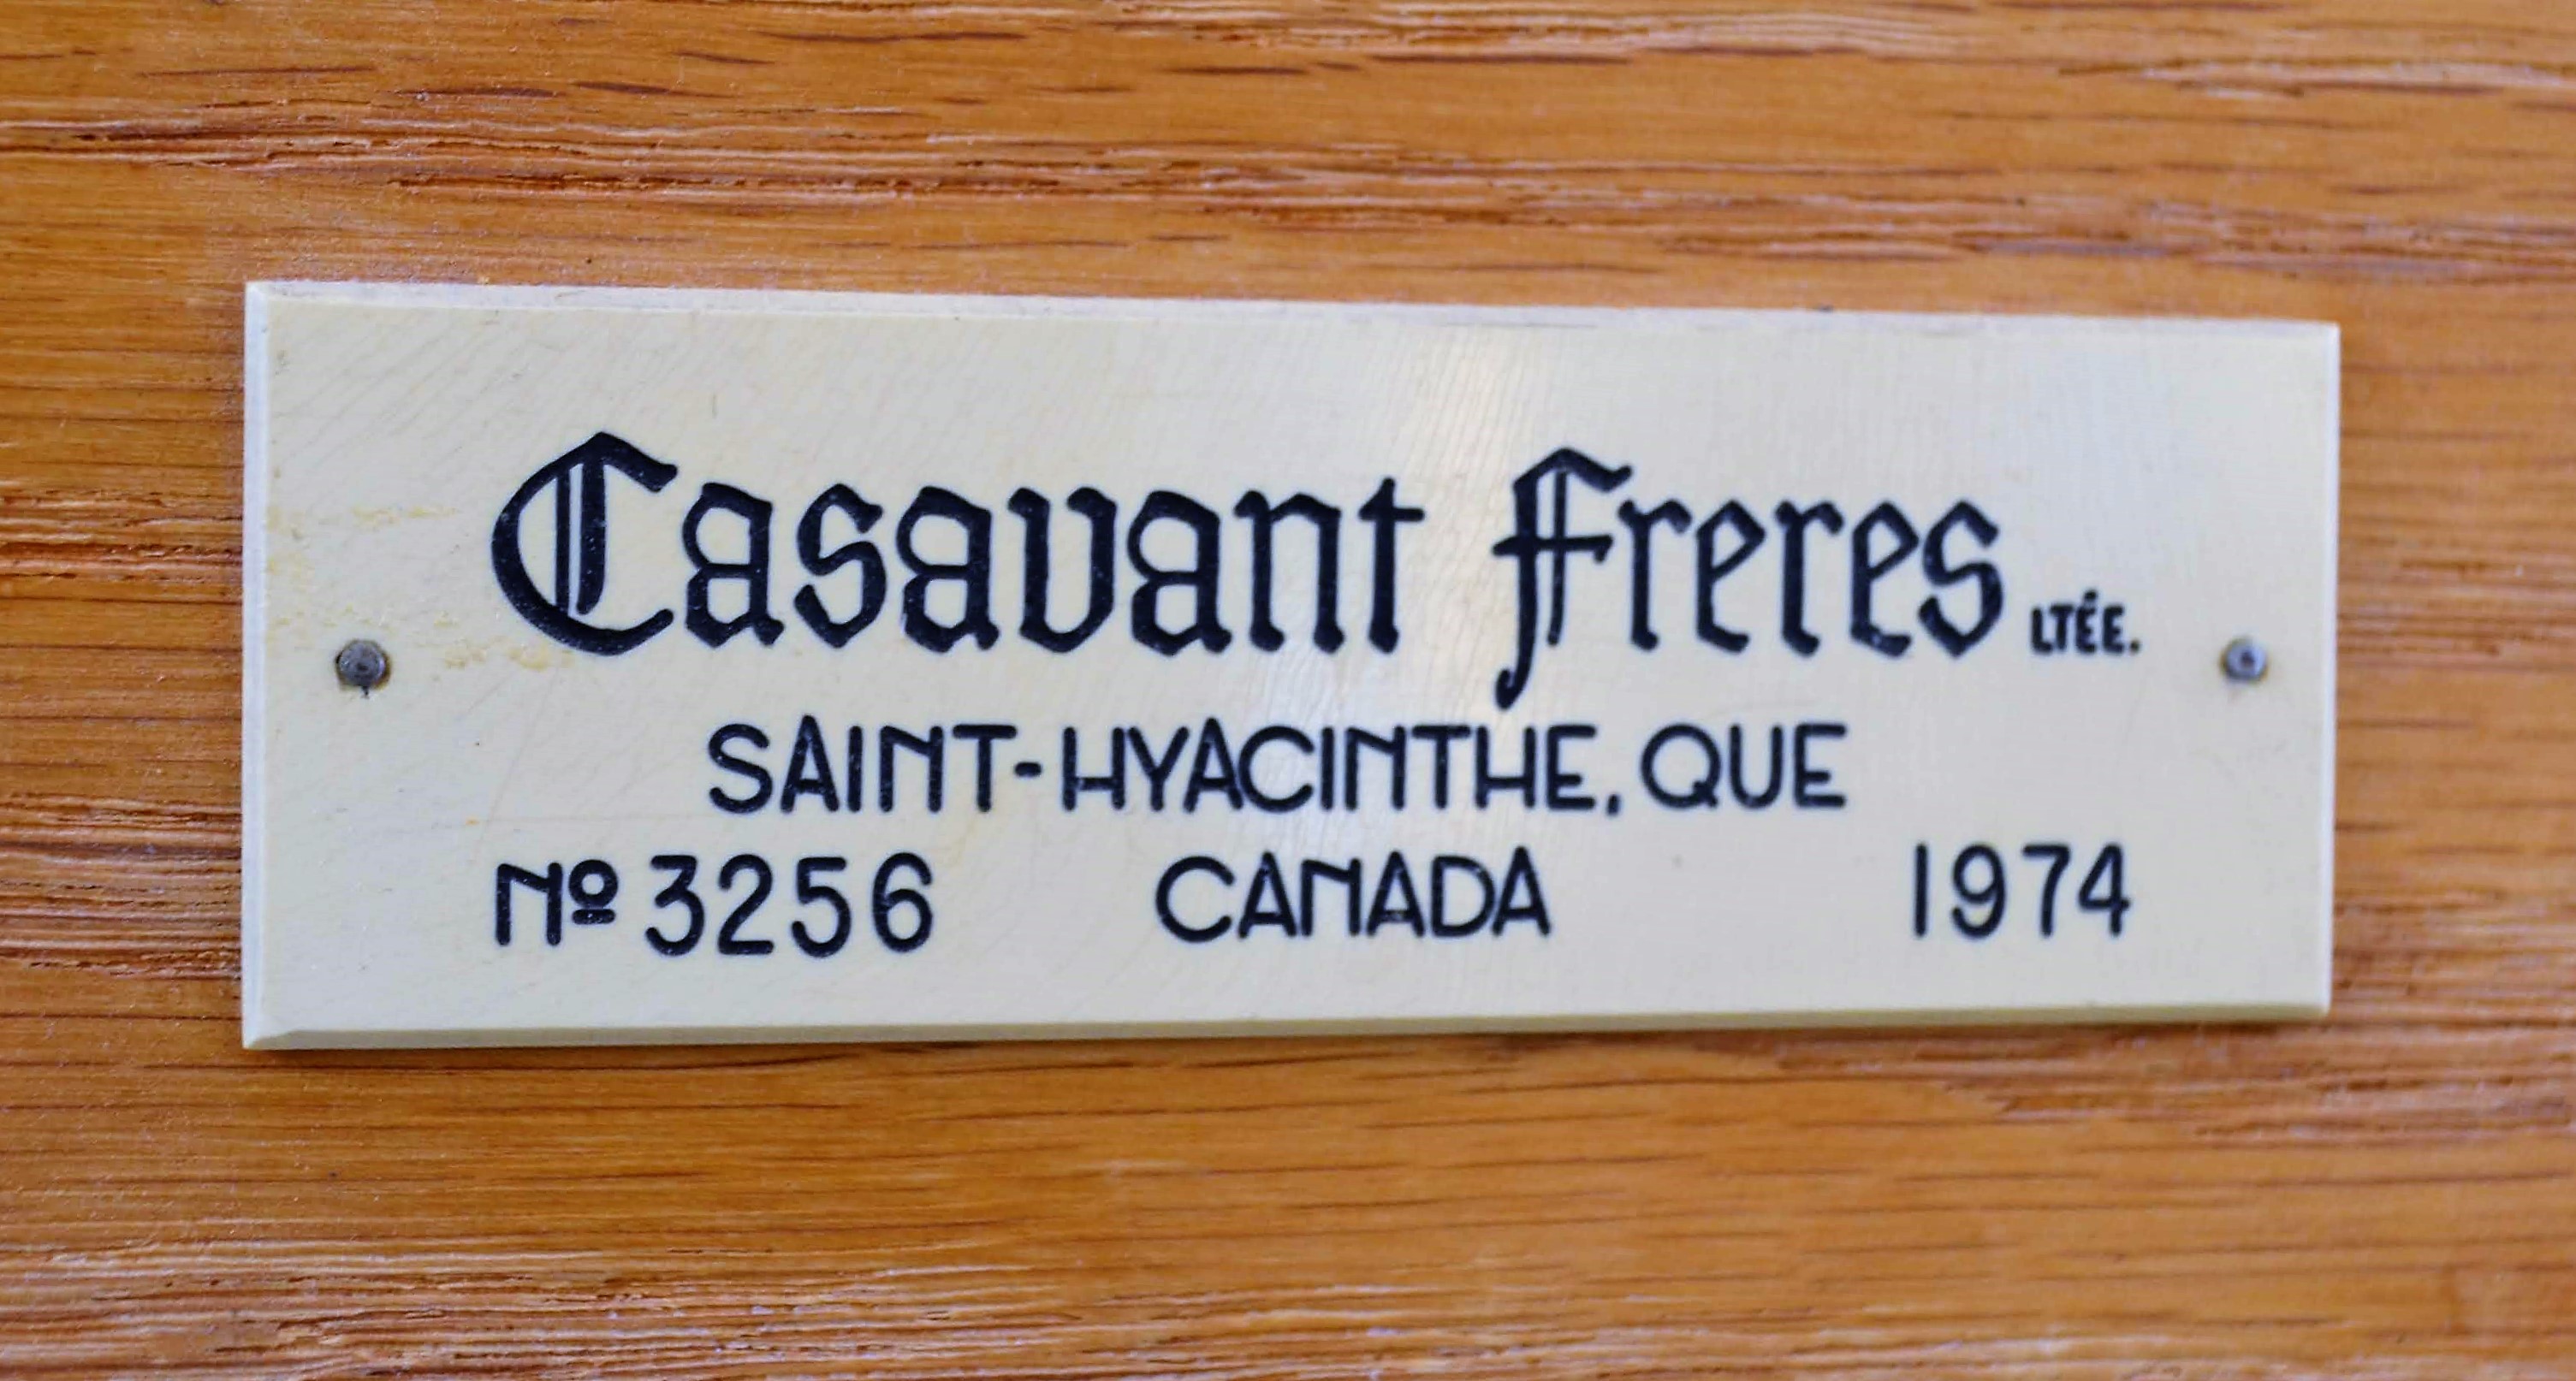 Casavant Freres LTÉE.
SAINT-HYACINTHE, QUE
Nº 3256 CANADA 1974